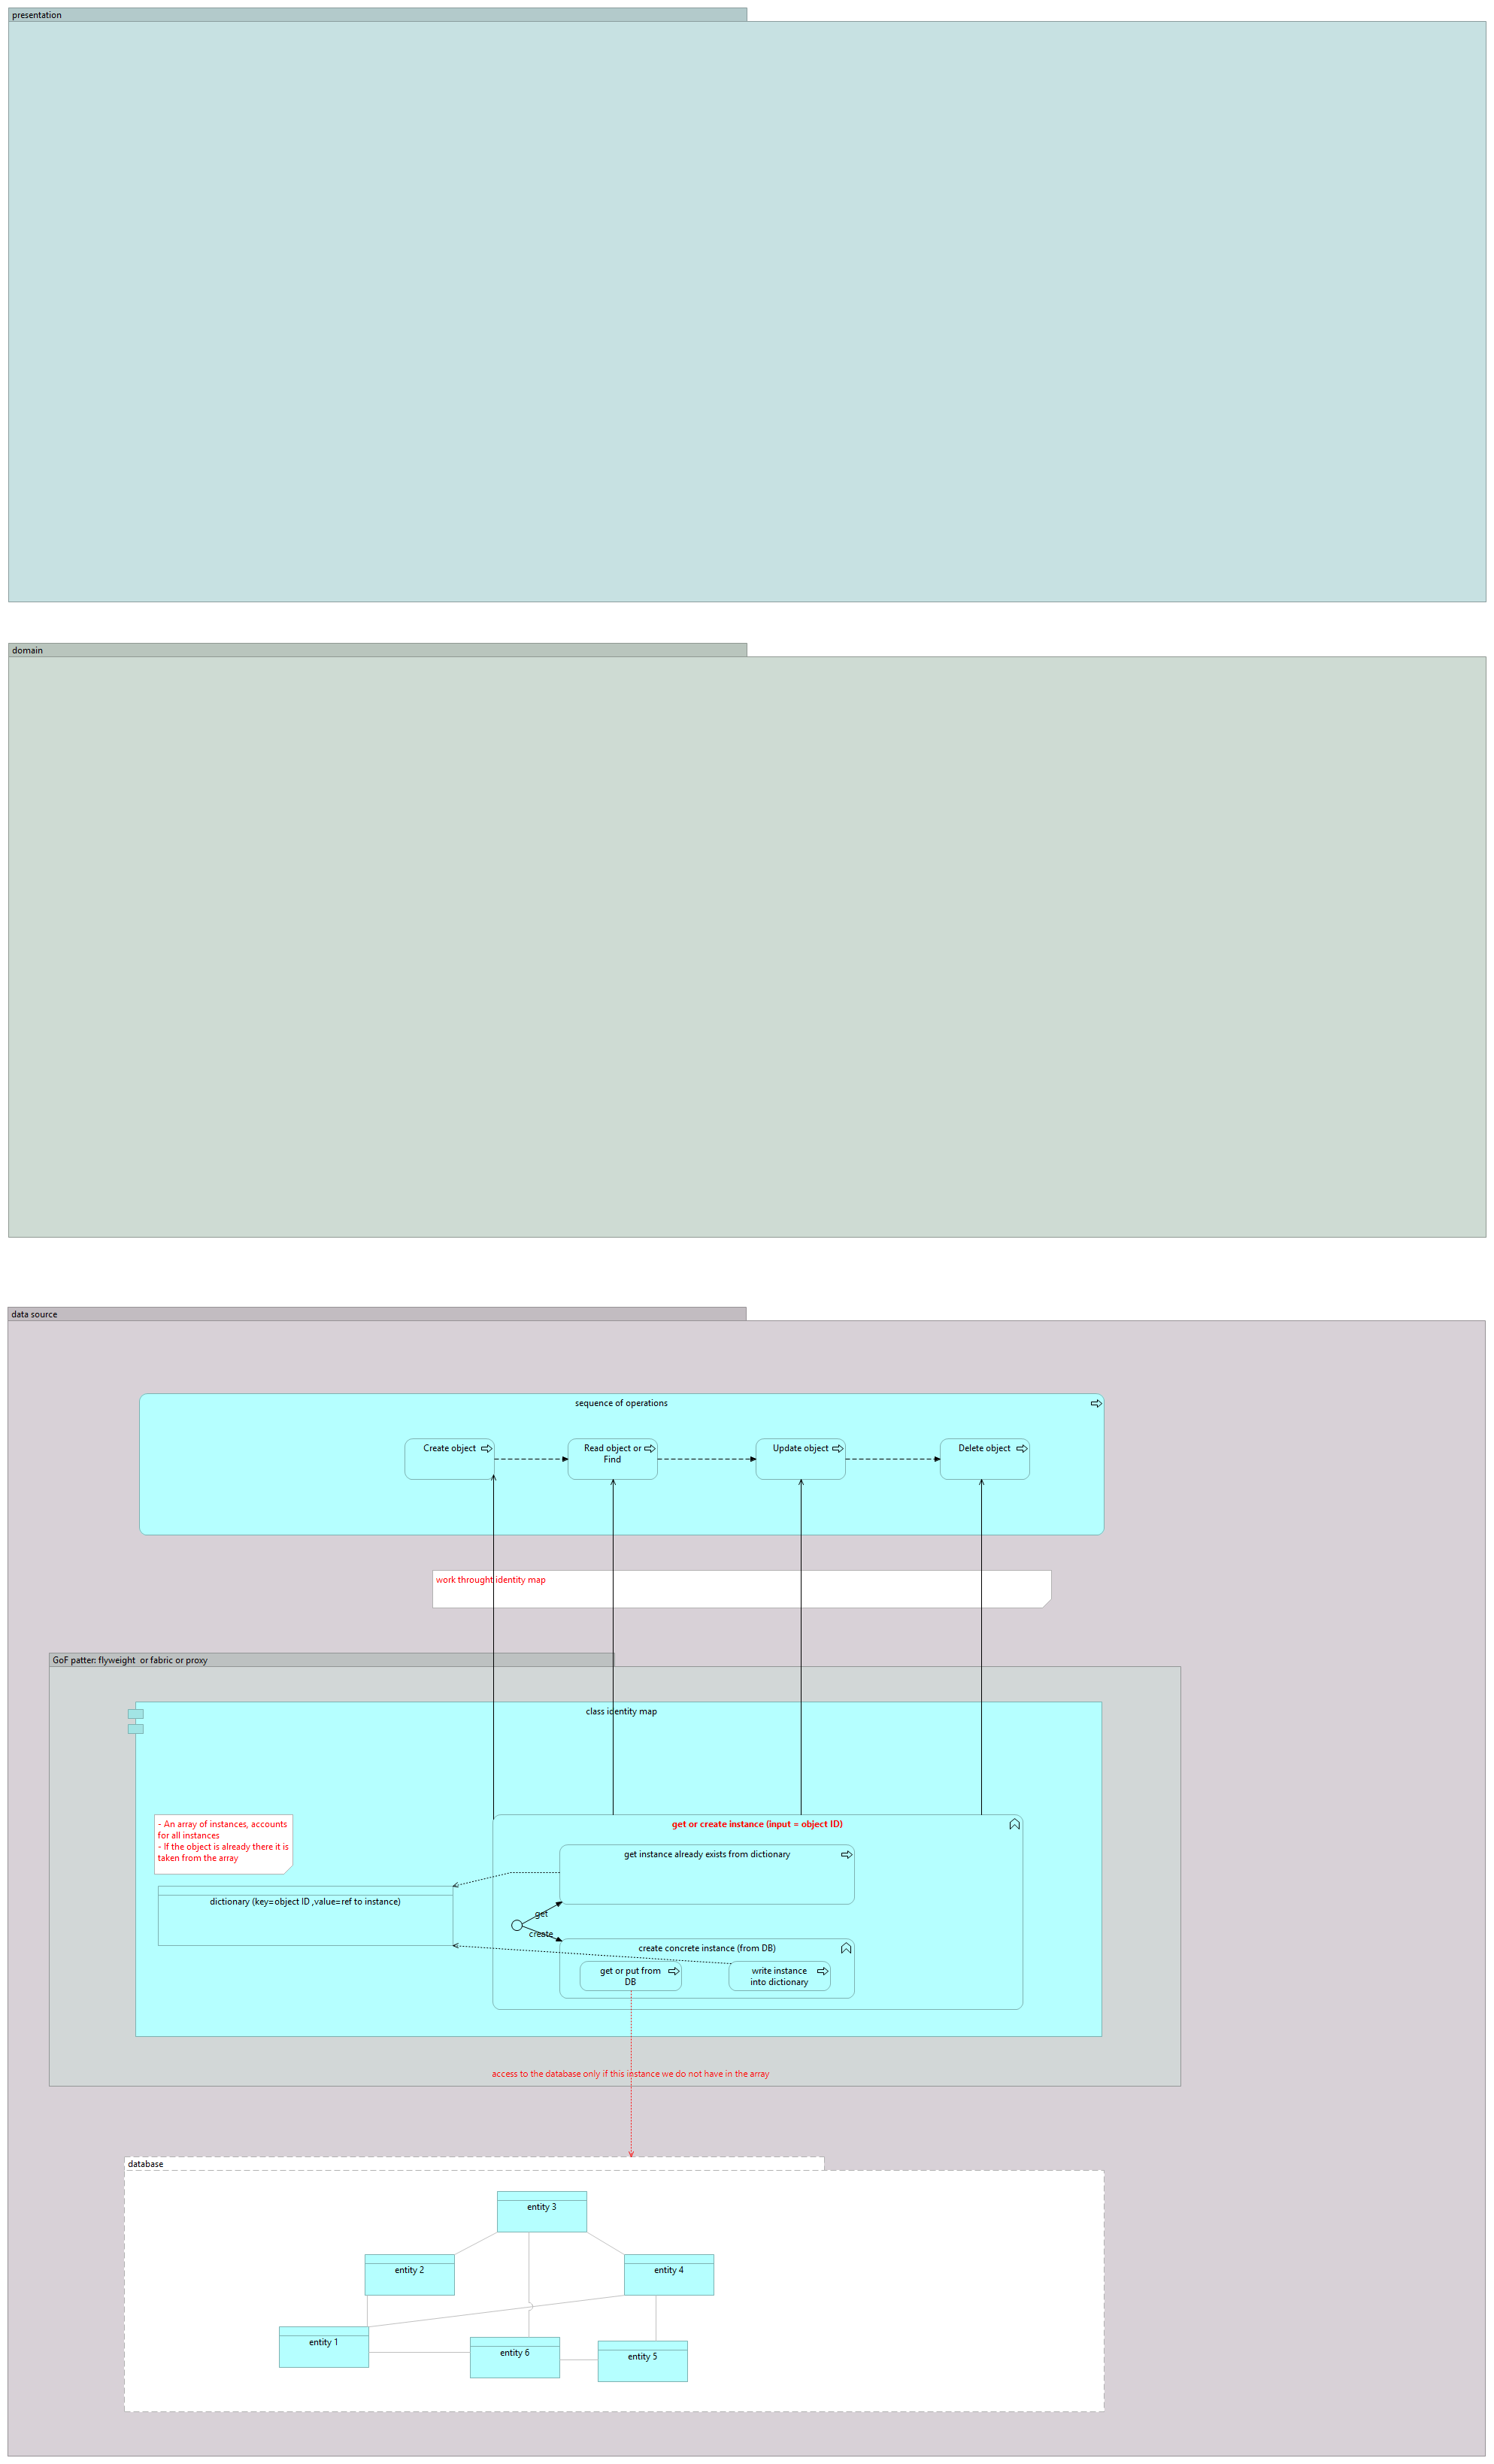 presentation
domain
data source
sequence of operations
Create object
Read object or
Find
Update object
Delete object
work throught identity map
GoF patter: flyweight  or fabric or proxy
class identity map
- An array of instances, accounts
for all instances
- If the object is already there it is
taken from the array
get or create instance (input = object ID)
get instance already exists from dictionary
dictionary (key=object ID ,value=ref to instance)
get
create
create concrete instance (from DB)
get or put from
DB
write instance
into dictionary
access to the database only if this instance we do not have in the array
database
entity 3
entity 2
entity 4
entity 1
entity 6
entity 5